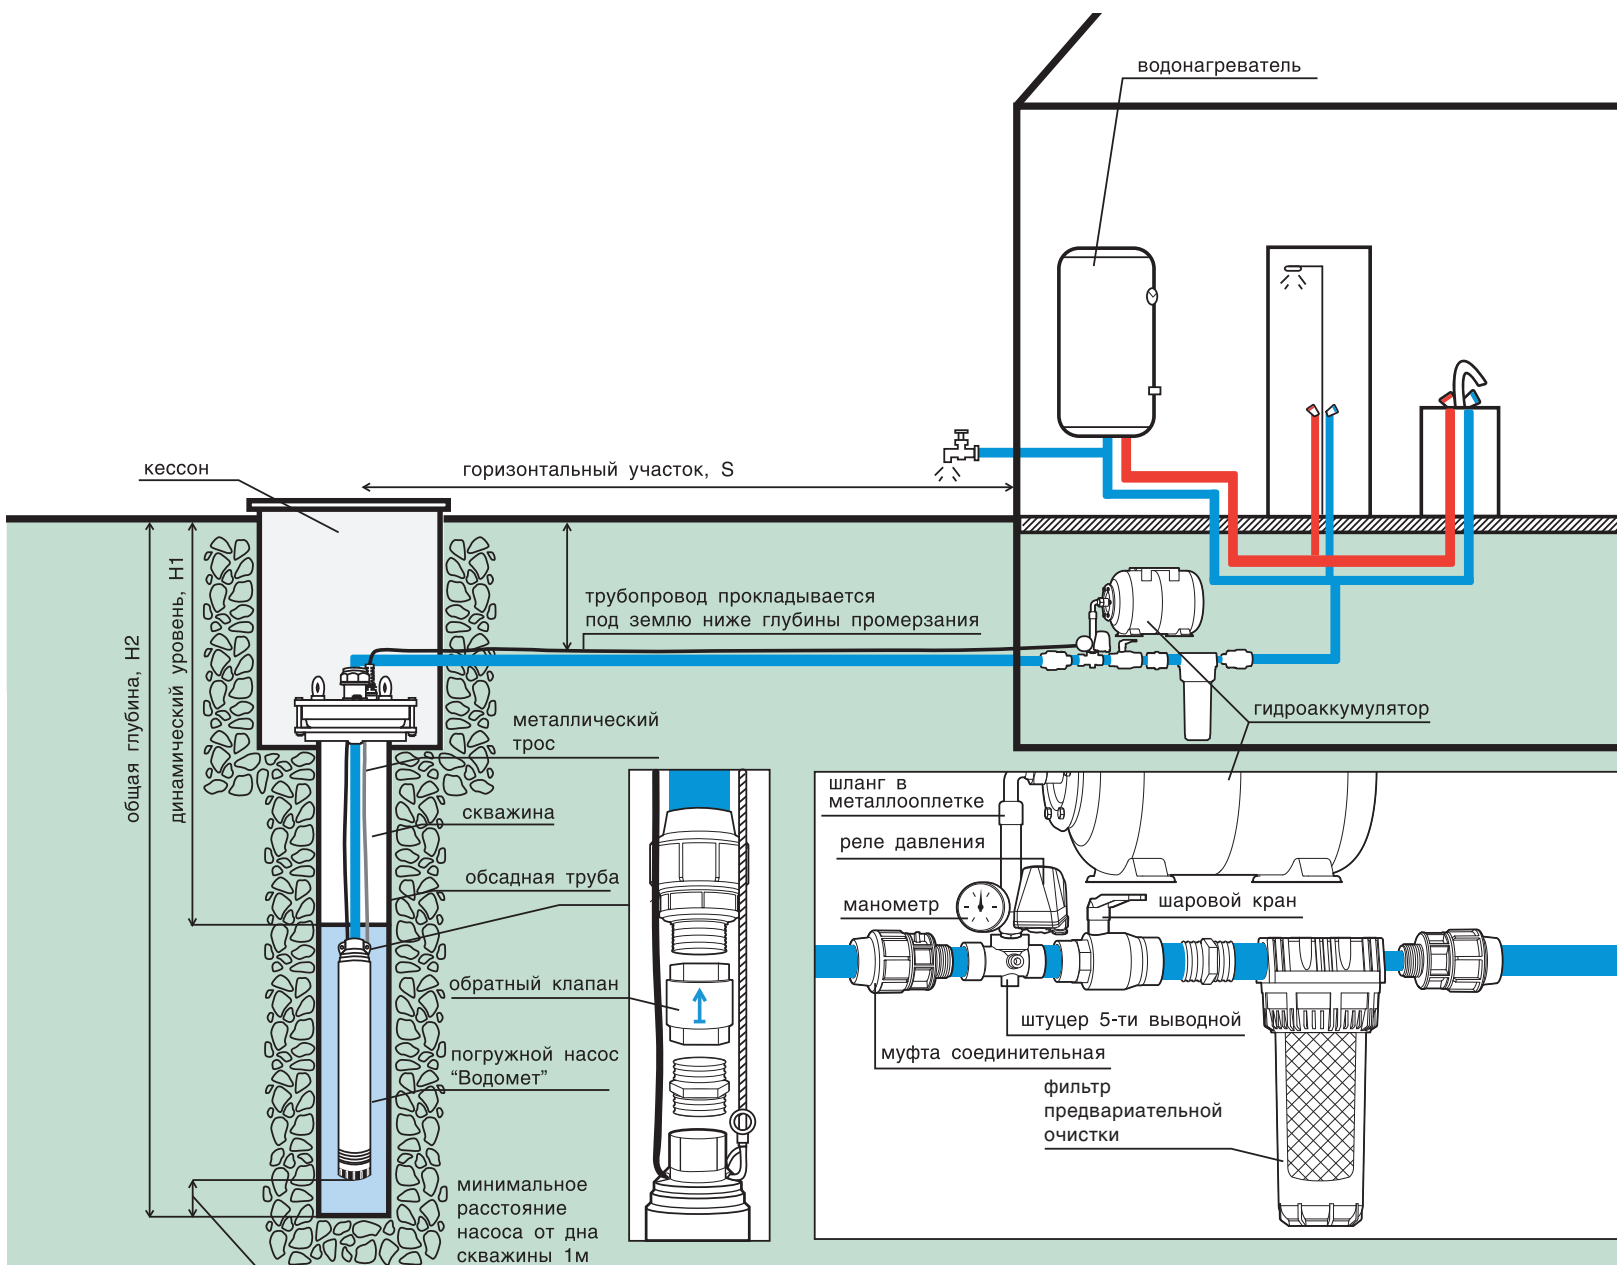 водонагреватель
кессон
горизонтальный участок, S
трубопровод прокладывается
под землю ниже глубины промерзания
общая глубина, H2
динамический уровень, H1
гидроаккумулятор
металлический
трос
скважина
обсадная труба
обратный клапан
погружной насос
“Водомет”
минимальное
расстояние
насоса от дна
скважины 1м
шланг в
металлооплетке
реле давления
манометр
шаровой кран
штуцер 5-ти выводной
муфта соединительная
фильтр
предвариательной
очистки